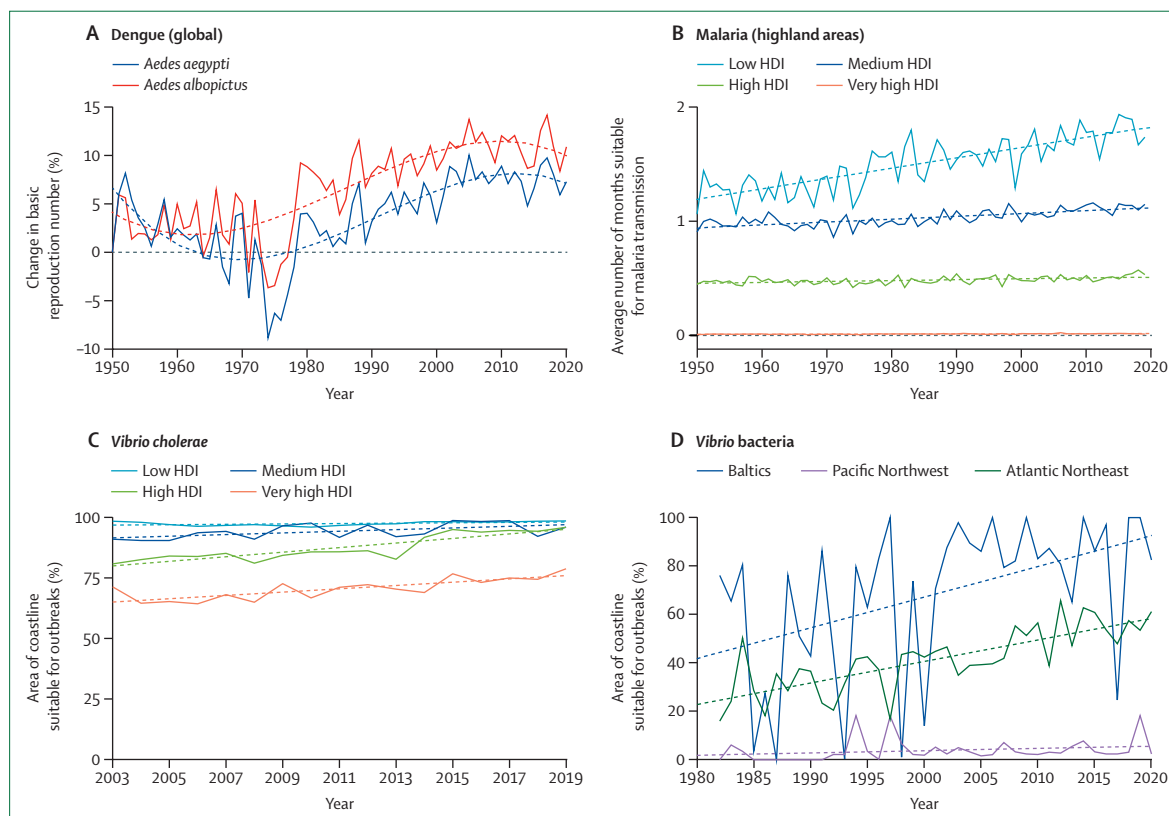 A Dengue (global)
Aedes aegypti
Aedes albopictus
Change in basic
reproduction number (%)
15
10
5
0
–5
–10
1950 1960 1970 1980 1990 2000 2010 2020
Year
B Malaria (highland areas)
Low HDI Medium HDI
High HDI Very high HDI
Average number of months suitable
for malaria transmission
2
1
0
1950 1960 1970 1980 1990 2000 2010 2020
Year
C Vibrio cholerae
Low HDI Medium HDI
High HDI Very high HDI
Area of coastline
suitable for outbreaks (%)
100
75
50
25
0
2003 2005 2007 2009 2011 2013 2015 2017 2019
Year
D Vibrio bacteria
Baltics Pacific Northwest Atlantic Northeast
Area of coastline
suitable for outbreaks (%)
100
80
60
40
20
0
1980 1985 1990 1995 2000 2005 2010 2015 2020
Year